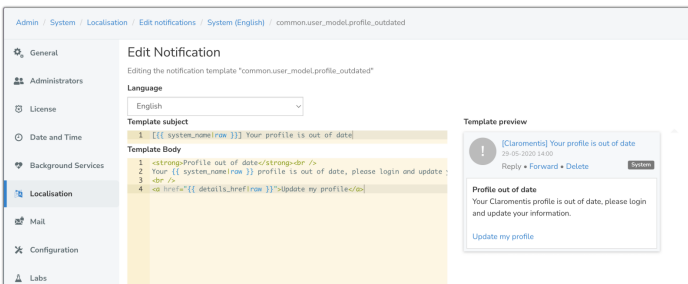 Admin / System / Localisation / Edit notifications / System (English) / common.user_model.profile_outdated
General
Administrators
License
Date and Time
Background Services
Localisation
Mail
Configuration
Labs
Edit Notification
Editing the notification template "common.user_model.profile_outdated"
Language
English
Template subject
1 [{{ system_name|raw }}] Your profile is out of date
Template Body
1 <strong>Profile out of date</strong><br />
2 Your {{ system_name|raw }} profile is out of date, please login and update
3 <br />
4 <a href="{{ details_href|raw }}">Update my profile</a>
Template preview
[Claromentis] Your profile is out of date
29-05-2020 14:00
Reply • Forward • Delete
System
Profile out of date
Your Claromentis profile is out of date, please login
and update your information.
Update my profile